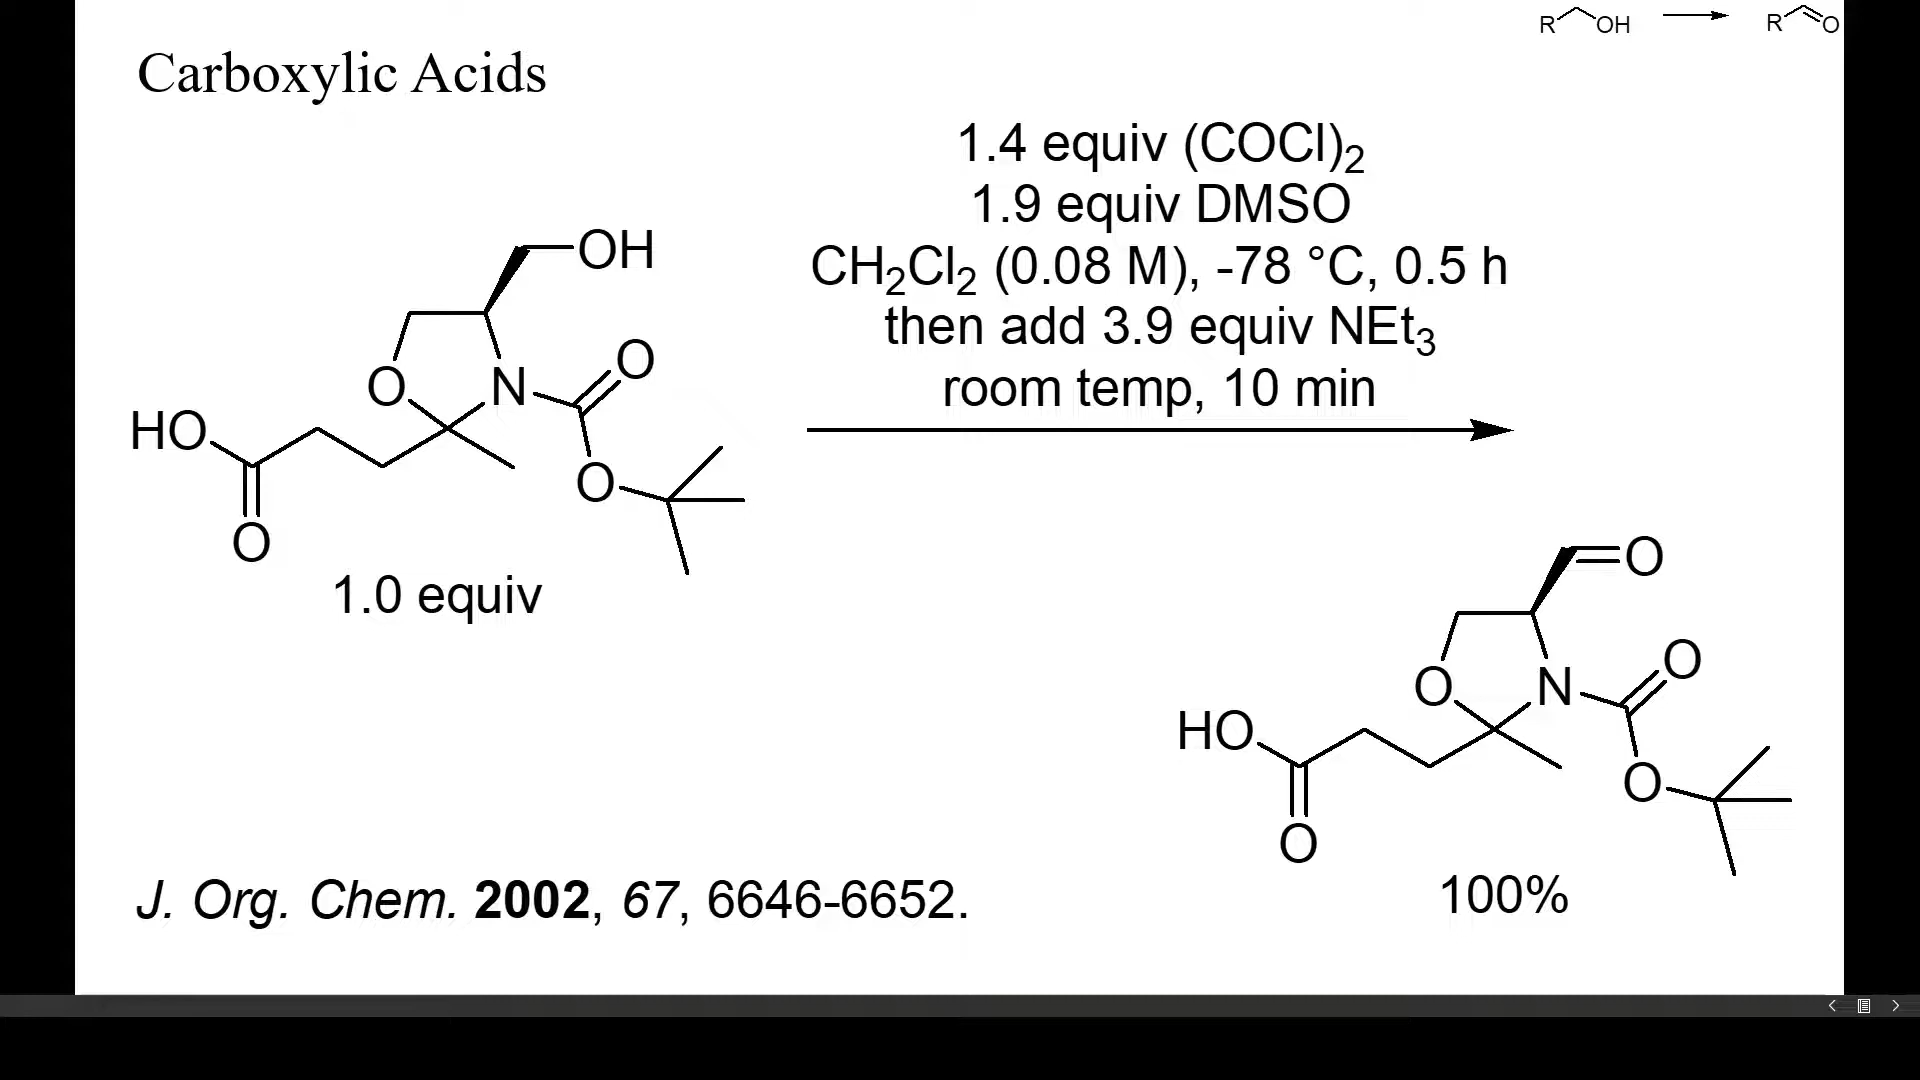 R OH R O
Carboxylic Acids
1.4 equiv (COCl)2
1.9 equiv DMSO
CH2Cl2 (0.08 M), -78 °C, 0.5 h
then add 3.9 equiv NEt3
room temp, 10 min
OH
O
O N
HO
O
O
1.0 equiv
O
O
O N
HO
O
O
100%
J. Org. Chem. 2002, 67, 6646-6652.